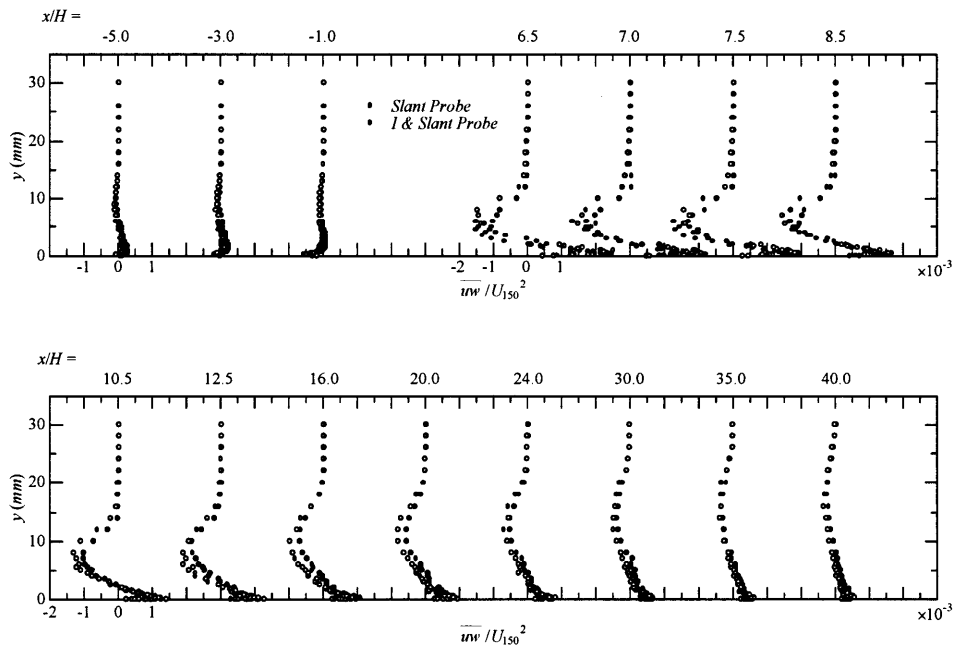 x/H =
-5.0 -3.0 -1.0 6.5 7.0 7.5 8.5
30
20
10
0
y (mm)
Slant Probe
I & Slant Probe
-1 0 1 -2 -1 0 1 ×10⁻³
uw / U₁₅₀²
x/H =
10.5 12.5 16.0 20.0 24.0 30.0 35.0 40.0
30
20
10
0
y (mm)
-2 -1 0 1 ×10⁻³
uw / U₁₅₀²